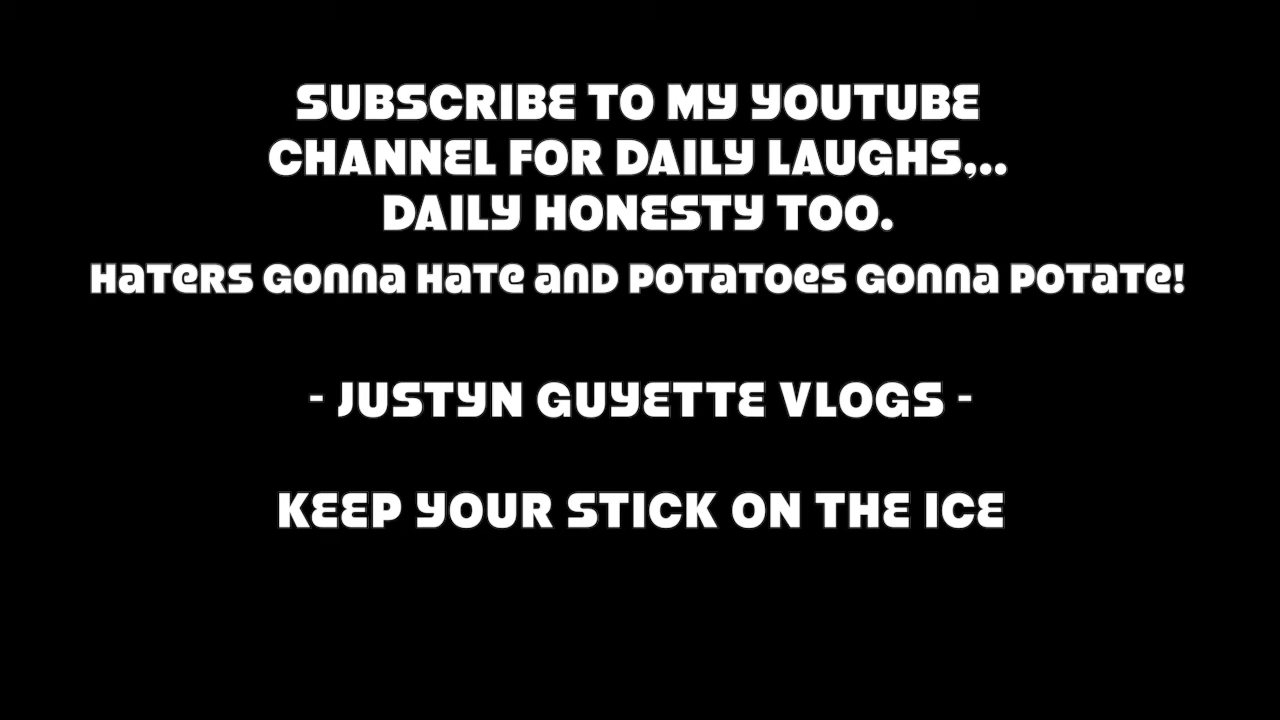 SUBSCRIBE TO MY YOUTUBE
CHANNEL FOR DAILY LAUGHS,..
DAILY HONESTY TOO.
Haters gonna hate and potatoes gonna potate!
- JUSTYN GUYETTE VLOGS -
KEEP YOUR STICK ON THE ICE